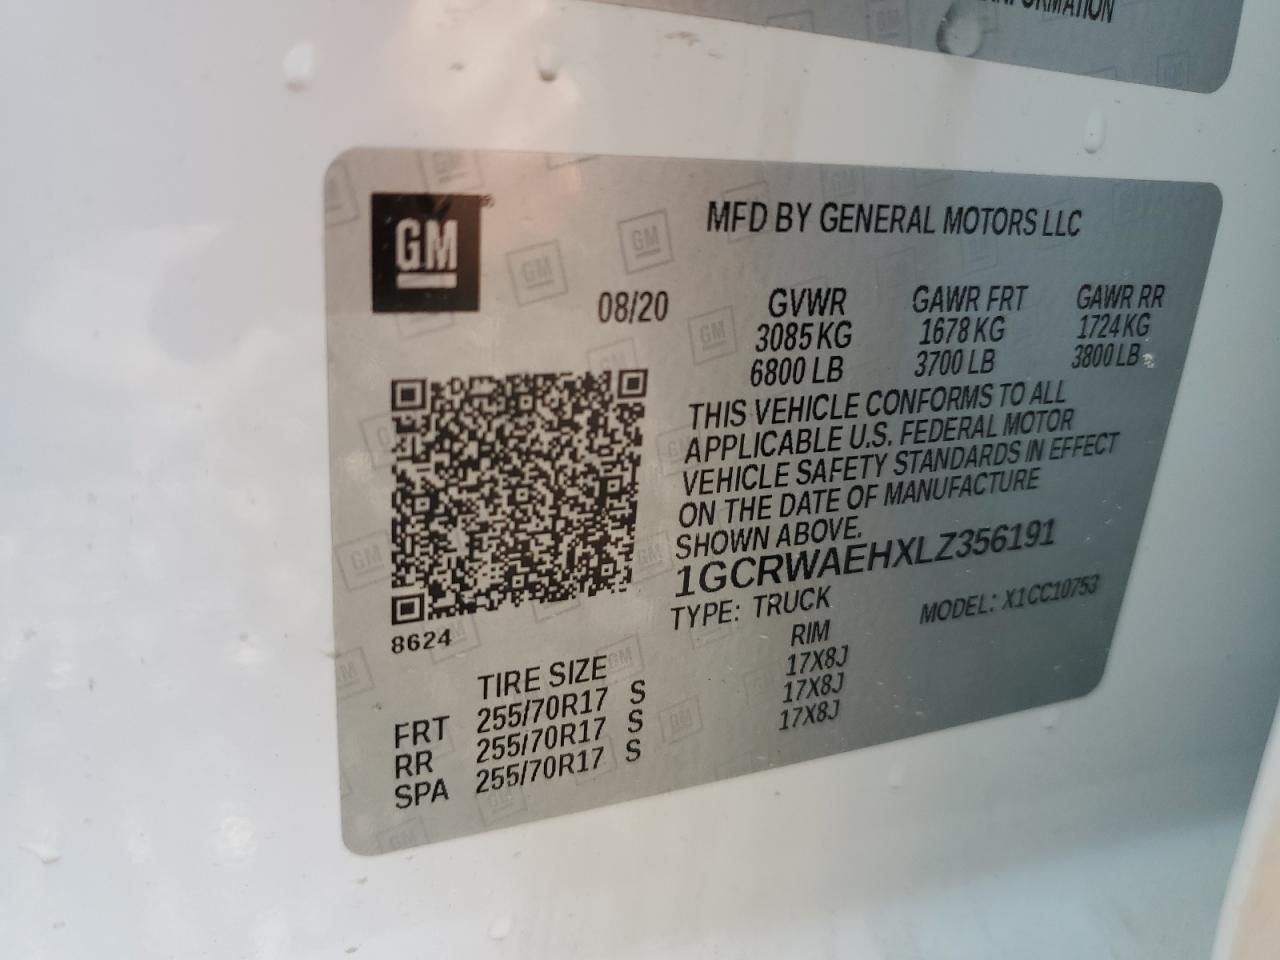 INFORMATION
GM
MFD BY GENERAL MOTORS LLC
08/20
GVWR GAWR FRT GAWR RR
3085 KG 1678 KG 1724 KG
6800 LB 3700 LB 3800 LB
THIS VEHICLE CONFORMS TO ALL
APPLICABLE U.S. FEDERAL MOTOR
VEHICLE SAFETY STANDARDS IN EFFECT
ON THE DATE OF MANUFACTURE
SHOWN ABOVE.
1GCRWAEHXLZ356191
TYPE: TRUCK MODEL: X1CC10753
8624
TIRE SIZE RIM
FRT 255/70R17 S 17X8J
RR 255/70R17 S 17X8J
SPA 255/70R17 S 17X8J